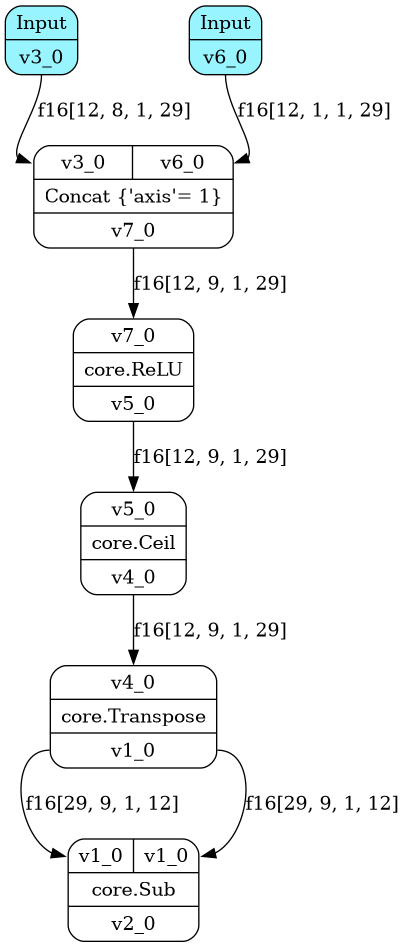 Input
v3_0
Input
v6_0
f16[12, 8, 1, 29]
f16[12, 1, 1, 29]
v3_0
v6_0
Concat {'axis'= 1}
v7_0
f16[12, 9, 1, 29]
v7_0
core.ReLU
v5_0
f16[12, 9, 1, 29]
v5_0
core.Ceil
v4_0
f16[12, 9, 1, 29]
v4_0
core.Transpose
v1_0
f16[29, 9, 1, 12]
f16[29, 9, 1, 12]
v1_0
v1_0
core.Sub
v2_0